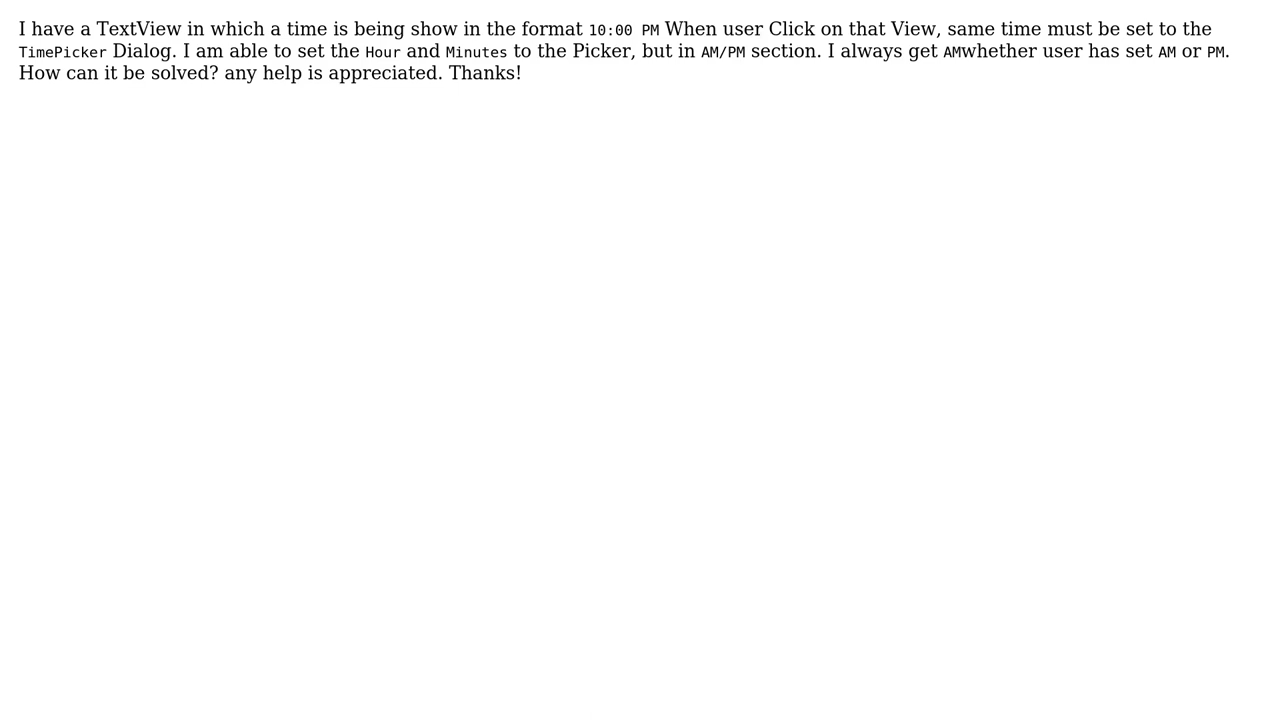 I have a TextView in which a time is being show in the format 10:00 PM When user Click on that View, same time must be set to the
TimePicker Dialog. I am able to set the Hour and Minutes to the Picker, but in AM/PM section. I always get AMwhether user has set AM or PM.
How can it be solved? any help is appreciated. Thanks!